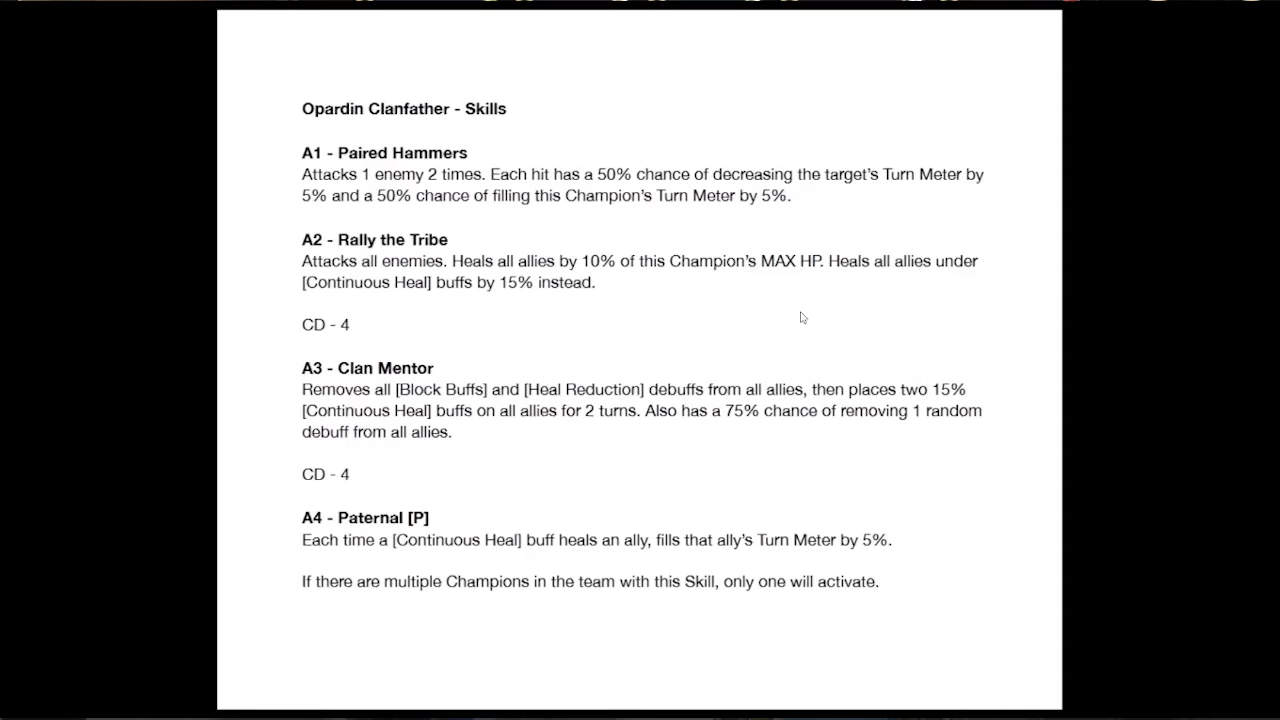 Opardin Clanfather - Skills
A1 - Paired Hammers
Attacks 1 enemy 2 times. Each hit has a 50% chance of decreasing the target’s Turn Meter by
5% and a 50% chance of filling this Champion’s Turn Meter by 5%.
A2 - Rally the Tribe
Attacks all enemies. Heals all allies by 10% of this Champion’s MAX HP. Heals all allies under
[Continuous Heal] buffs by 15% instead.
CD - 4
A3 - Clan Mentor
Removes all [Block Buffs] and [Heal Reduction] debuffs from all allies, then places two 15%
[Continuous Heal] buffs on all allies for 2 turns. Also has a 75% chance of removing 1 random
debuff from all allies.
CD - 4
A4 - Paternal [P]
Each time a [Continuous Heal] buff heals an ally, fills that ally’s Turn Meter by 5%.
If there are multiple Champions in the team with this Skill, only one will activate.